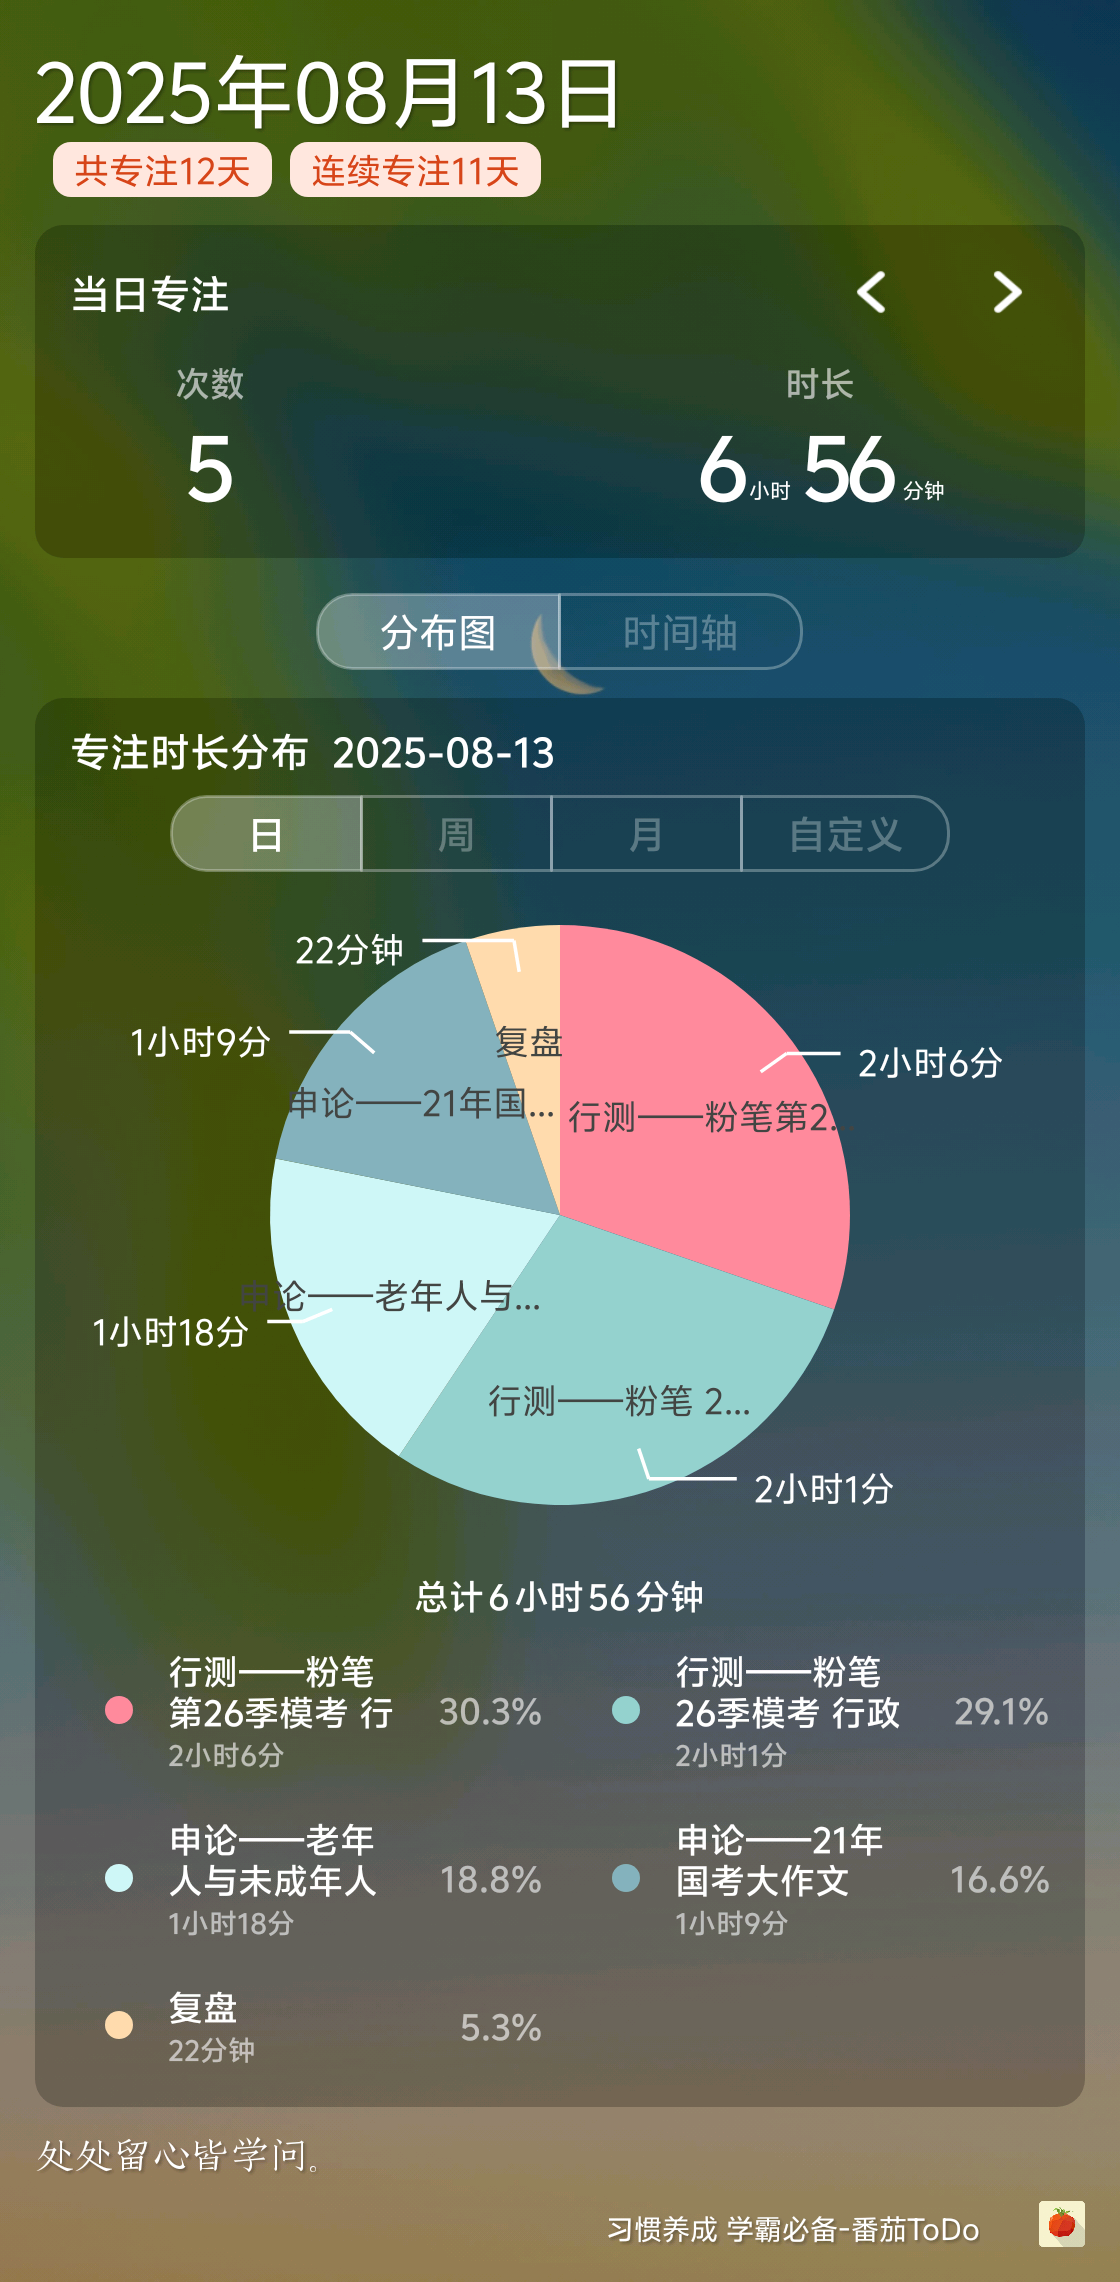 2025年08月13日
共专注12天
连续专注11天
当日专注
次数
时长
5
6小时56分钟
分布图
时间轴
专注时长分布 2025-08-13
日
周
月
自定义
22分钟
1小时9分
复盘
2小时6分
申论——21年国...
行测——粉笔第2...
申论——老年人与...
1小时18分
行测——粉笔 2...
2小时1分
总计6小时56分钟
行测——粉笔
第26季模考 行
30.3%
2小时6分
行测——粉笔
26季模考 行政
29.1%
2小时1分
申论——老年
人与未成年人
18.8%
1小时18分
申论——21年
国考大作文
16.6%
1小时9分
复盘
5.3%
22分钟
处处留心皆学问。
习惯养成 学霸必备-番茄ToDo